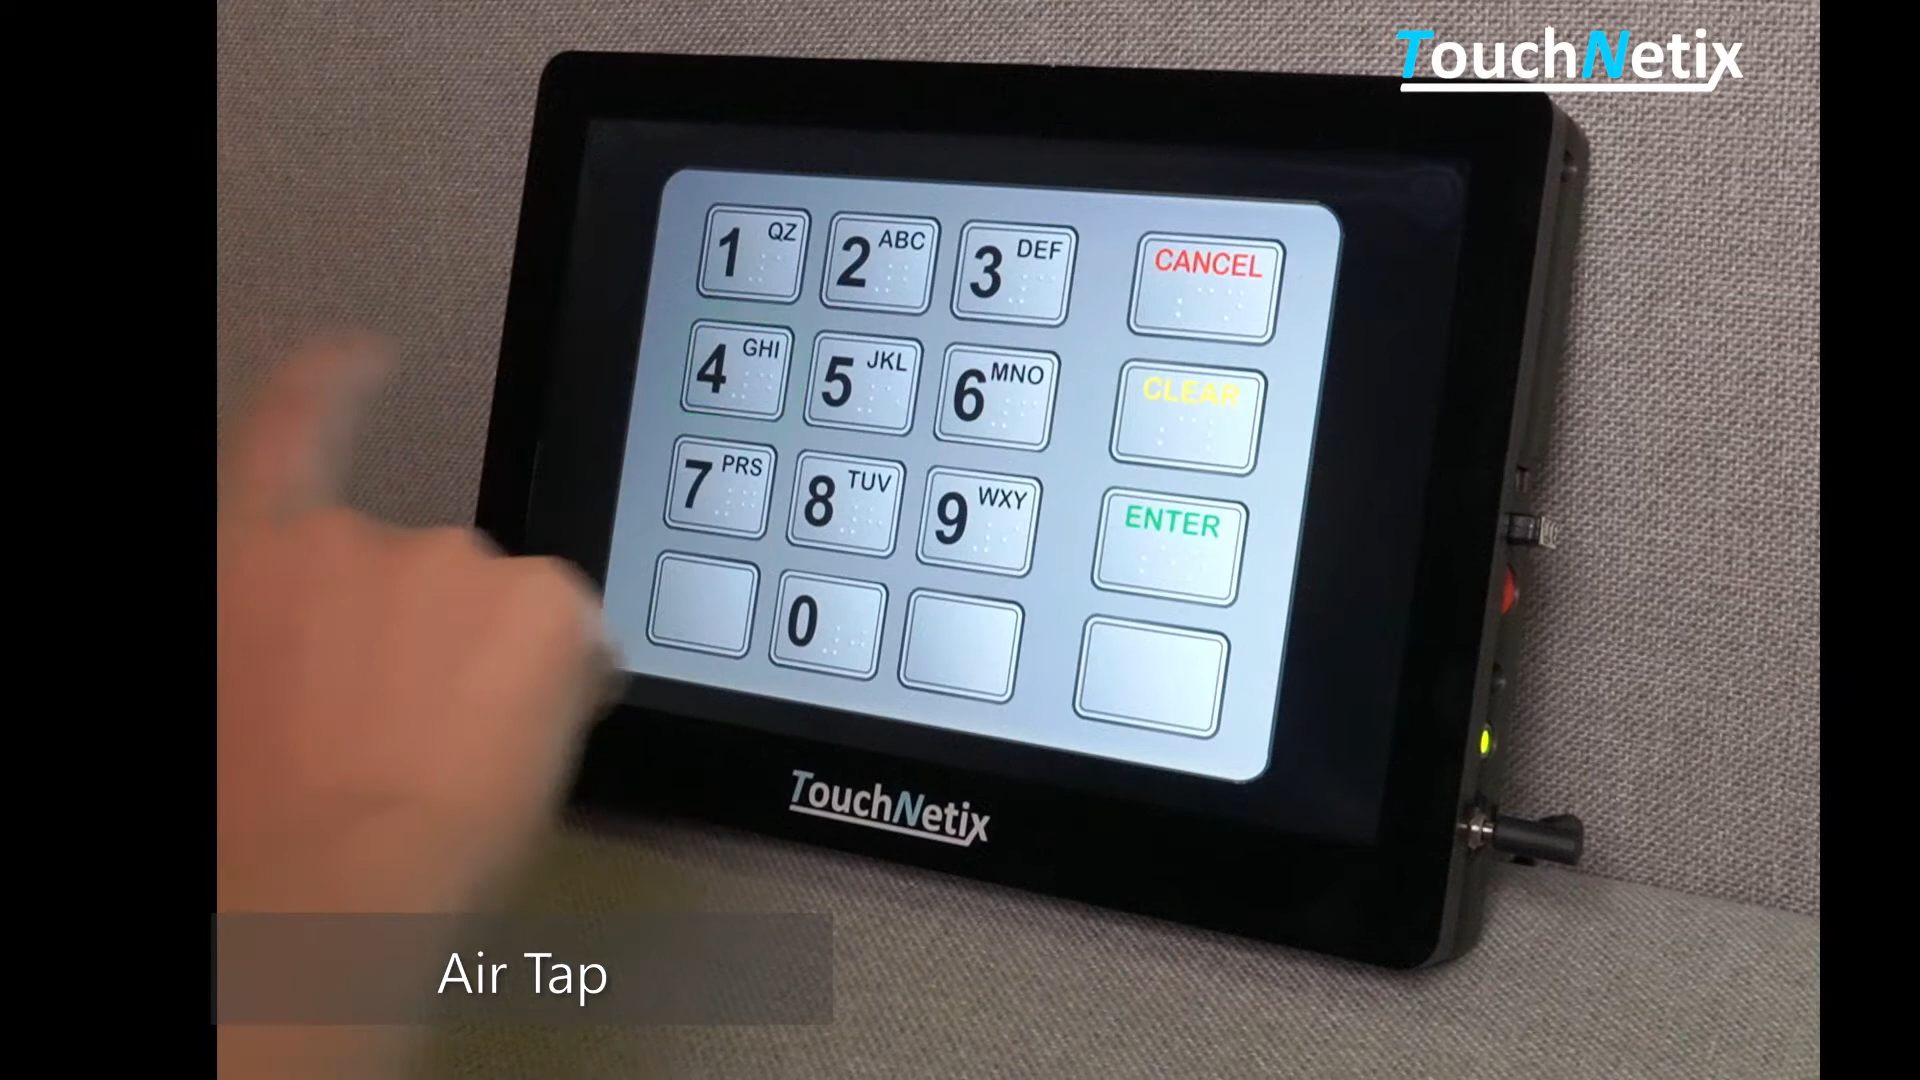 TouchNetix
1 QZ 2 ABC 3 DEF CANCEL
4 GHI 5 JKL 6 MNO CLEAR
7 PRS 8 TUV 9 WXY ENTER
0
TouchNetix
Air Tap